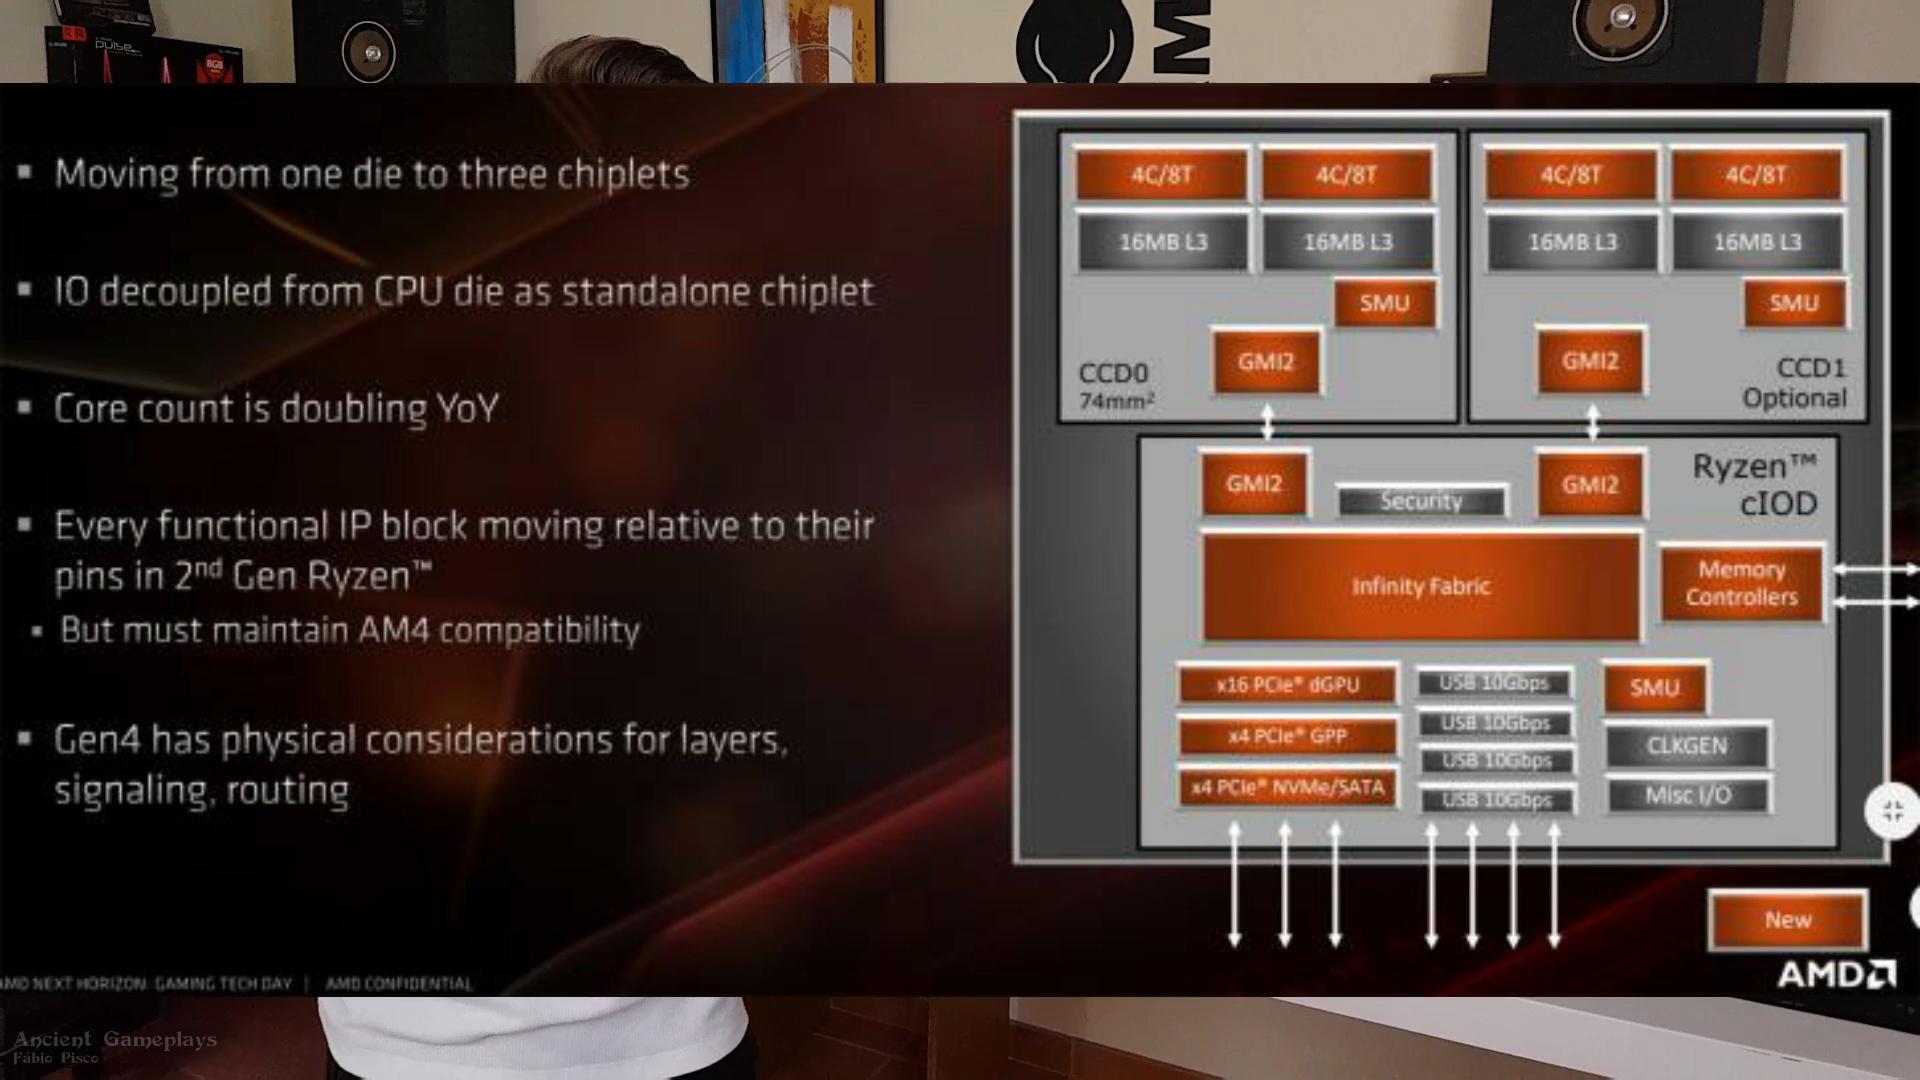 pulse
▪ Moving from one die to three chiplets
▪ IO decoupled from CPU die as standalone chiplet
▪ Core count is doubling YoY
▪ Every functional IP block moving relative to their
pins in 2nd Gen Ryzen™
▪ But must maintain AM4 compatibility
▪ Gen4 has physical considerations for layers,
signaling, routing
4C/8T 4C/8T
16MB L3 16MB L3
SMU
GMI2
CCD0
74mm²
4C/8T 4C/8T
16MB L3 16MB L3
SMU
GMI2
CCD1
Optional
GMI2
Security
GMI2
Ryzen™
cIOD
Infinity Fabric
Memory
Controllers
x16 PCIe® dGPU
x4 PCIe® GPP
x4 PCIe® NVMe/SATA
USB 10Gbps
USB 10Gbps
USB 10Gbps
USB 10Gbps
SMU
CLKGEN
Misc I/O
New
AMD
AMD NEXT HORIZON GAMING TECH DAY | AMD CONFIDENTIAL
Ancient Gameplays
Fábio Pisco